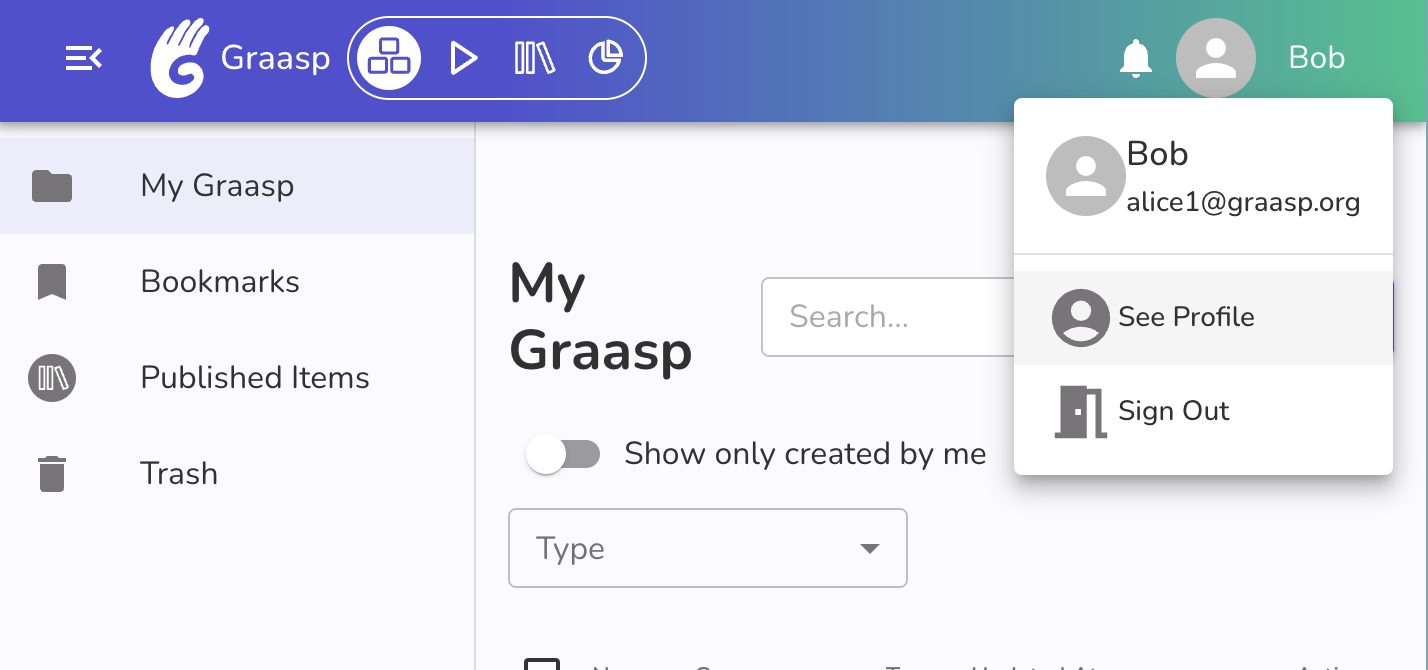 Graasp
Bob
Bob
alice1@graasp.org
See Profile
Sign Out
My Graasp
Bookmarks
Published Items
Trash
My
Graasp
Search...
Show only created by me
Type